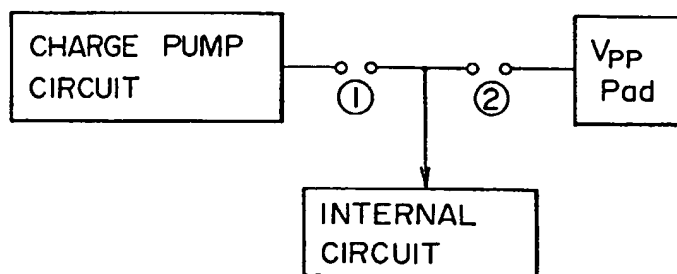 CHARGE PUMP
CIRCUIT
①
②
VPP
Pad
INTERNAL
CIRCUIT